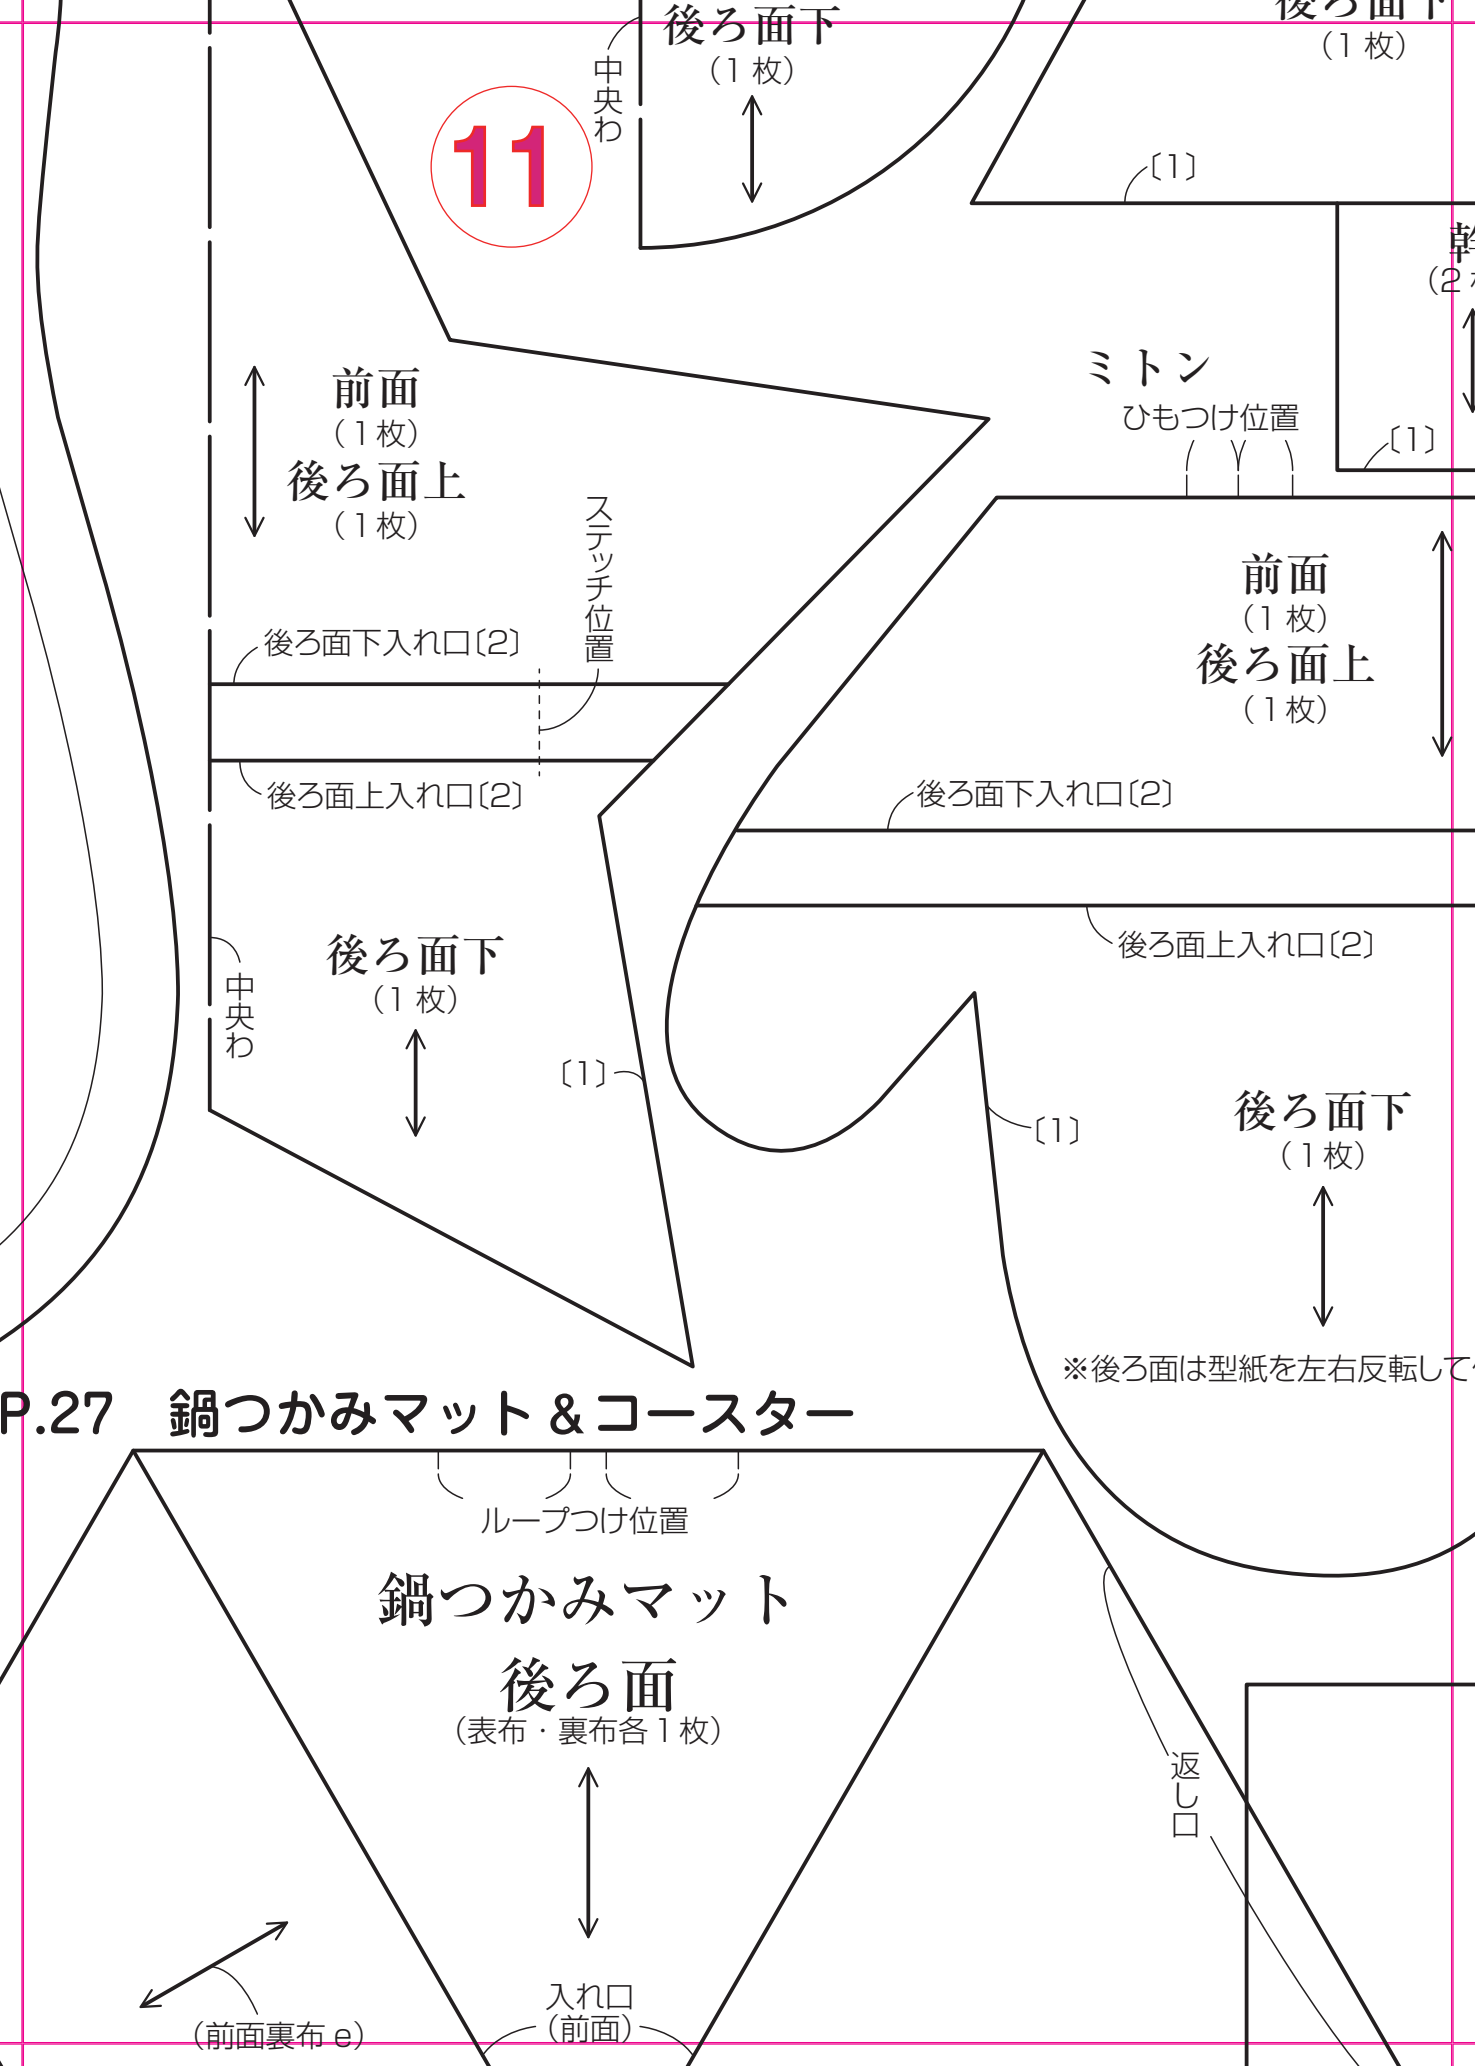 後ろ面下
(1 枚)
中央わ
11
(1 枚)
〔1〕
(2
ミトン
ひもつけ位置
〔1〕
前面
(1 枚)
後ろ面上
(1 枚)
ステッチ位置
後ろ面下入れ口〔2〕
後ろ面上入れ口〔2〕
前面
(1 枚)
後ろ面上
(1 枚)
後ろ面下入れ口〔2〕
後ろ面上入れ口〔2〕
後ろ面下
(1 枚)
中央わ
〔1〕
〔1〕
後ろ面下
(1 枚)
※後ろ面は型紙を左右反転して
P.27 鍋つかみマット＆コースター
ループつけ位置
鍋つかみマット
後ろ面
(表布・裏布各 1 枚)
返し口
入れ口
(前面)
(前面裏布 e)